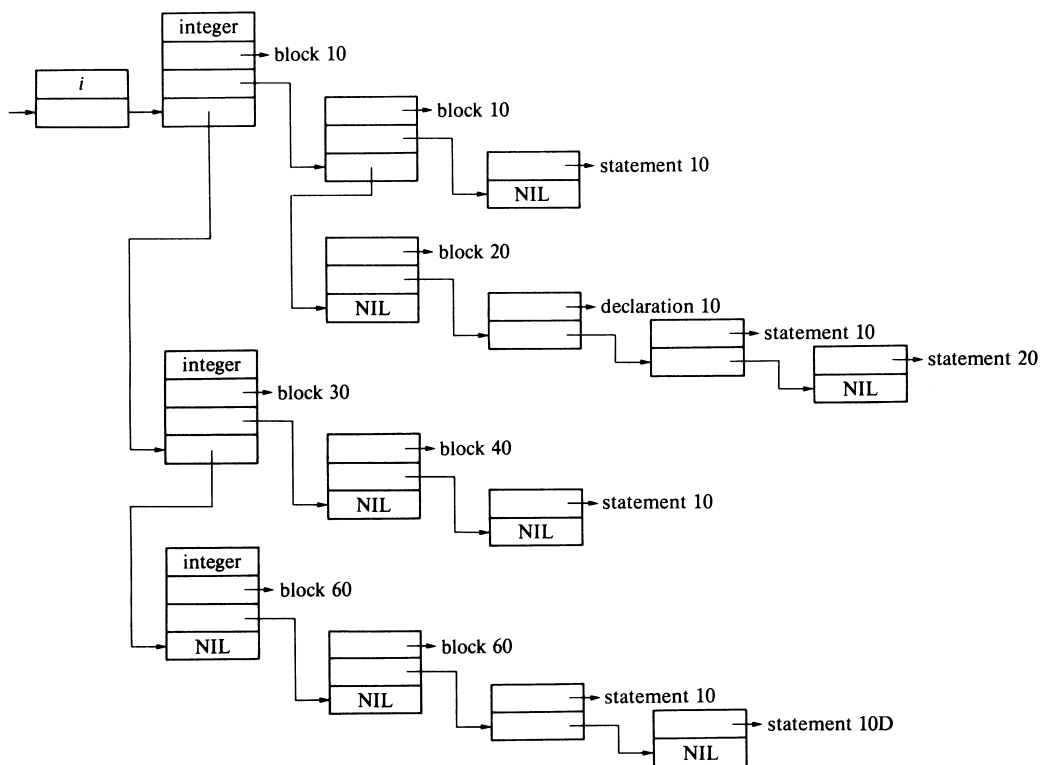 integer
block 10
i
block 10
statement 10
NIL
block 20
NIL
declaration 10
statement 10
statement 20
NIL
integer
block 30
block 40
NIL
statement 10
NIL
integer
block 60
NIL
block 60
NIL
statement 10
statement 10D
NIL